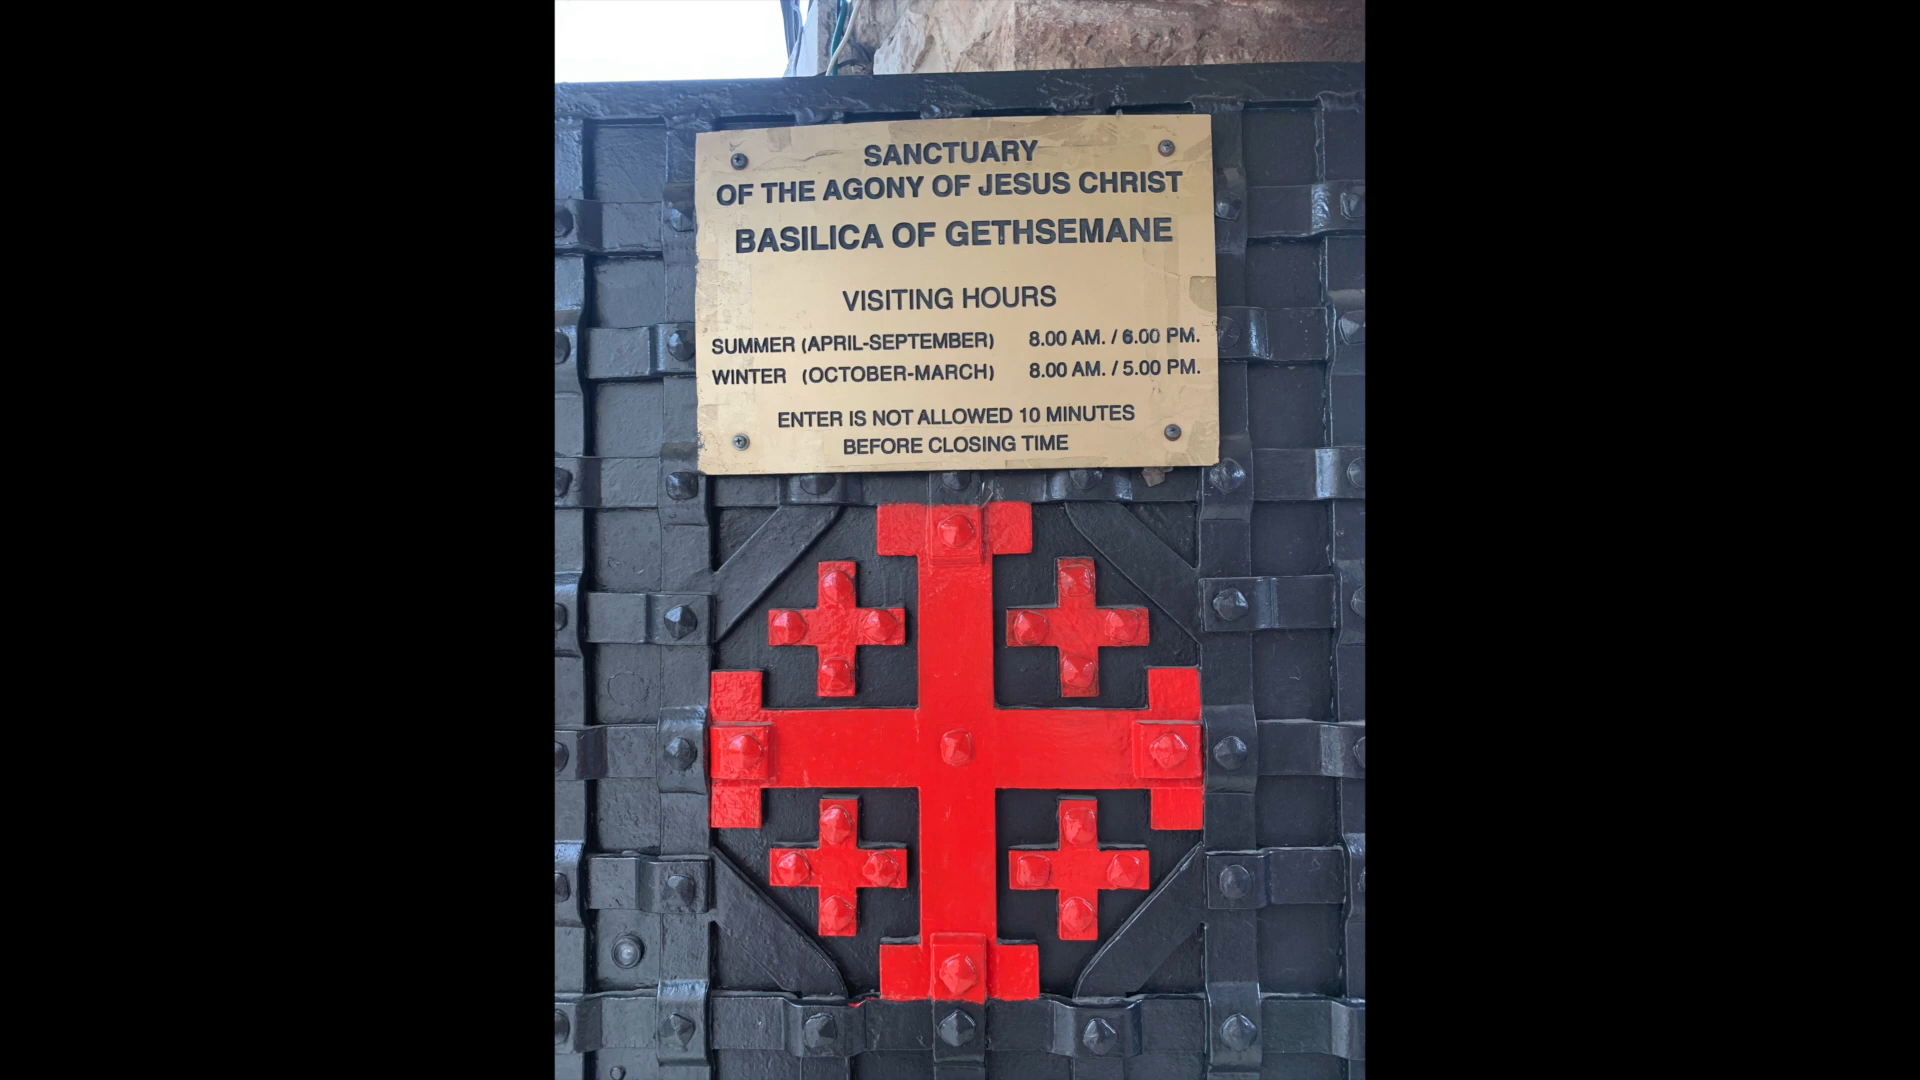 SANCTUARY
OF THE AGONY OF JESUS CHRIST
BASILICA OF GETHSEMANE
VISITING HOURS
SUMMER (APRIL-SEPTEMBER) 8.00 AM. / 6.00 PM.
WINTER (OCTOBER-MARCH) 8.00 AM. / 5.00 PM.
ENTER IS NOT ALLOWED 10 MINUTES
BEFORE CLOSING TIME